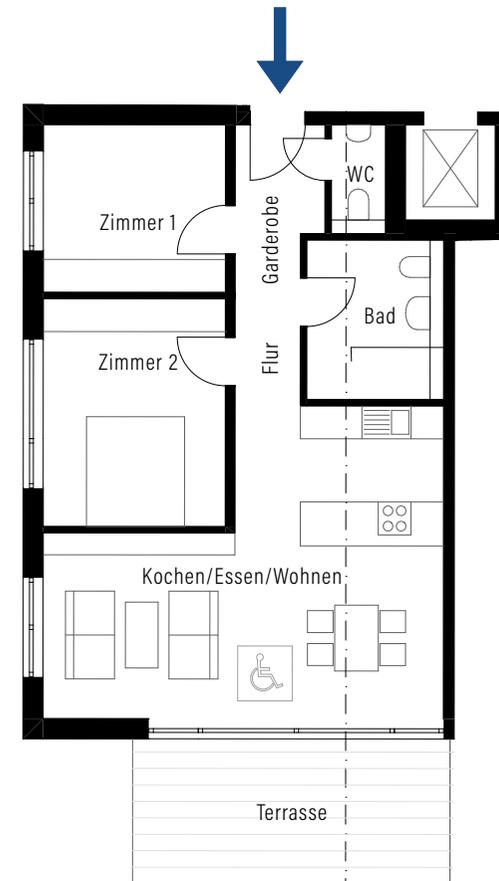 WC
Zimmer 1
Garderobe
Bad
Flur
Zimmer 2
Kochen/Essen/Wohnen
Terrasse